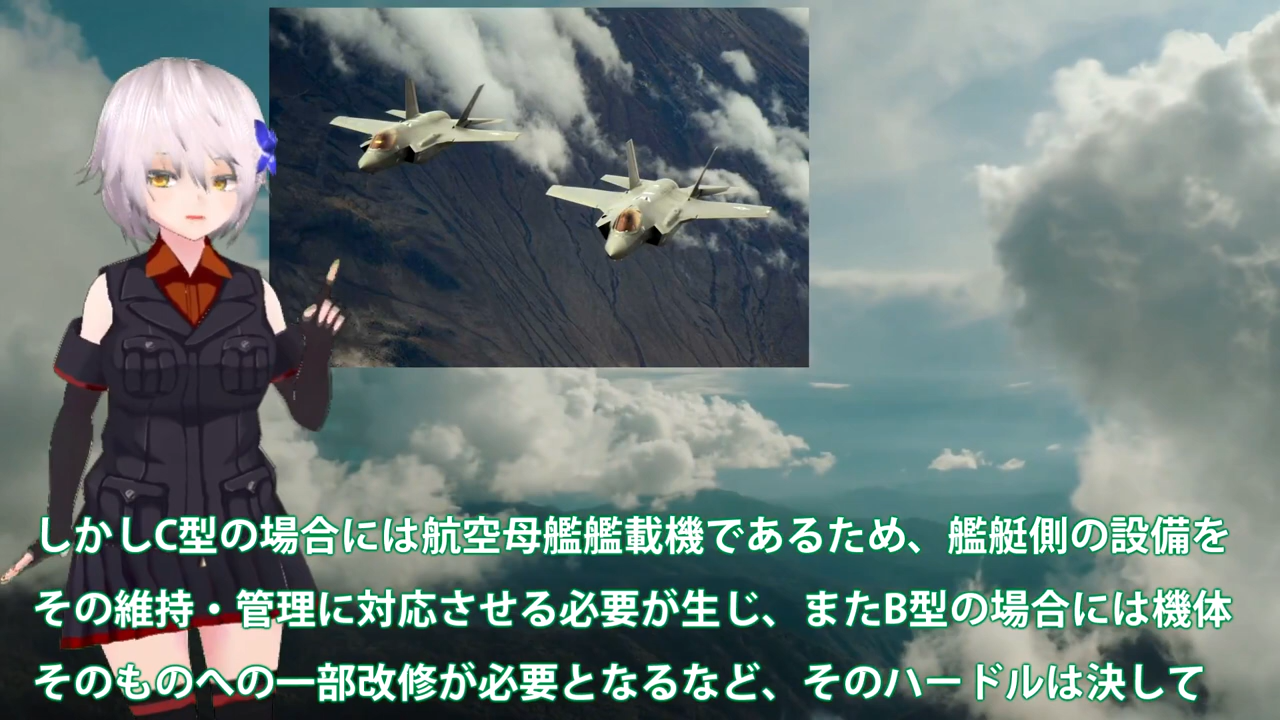 しかしC型の場合には航空母艦艦載機であるため、艦艇側の設備を
その維持・管理に対応させる必要が生じ、またB型の場合には機体
そのものへの一部改修が必要となるなど、そのハードルは決して